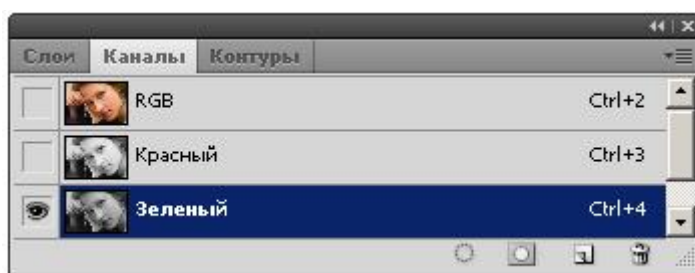 Слои Каналы Контуры
RGB Ctrl+2
Красный Ctrl+3
Зеленый Ctrl+4